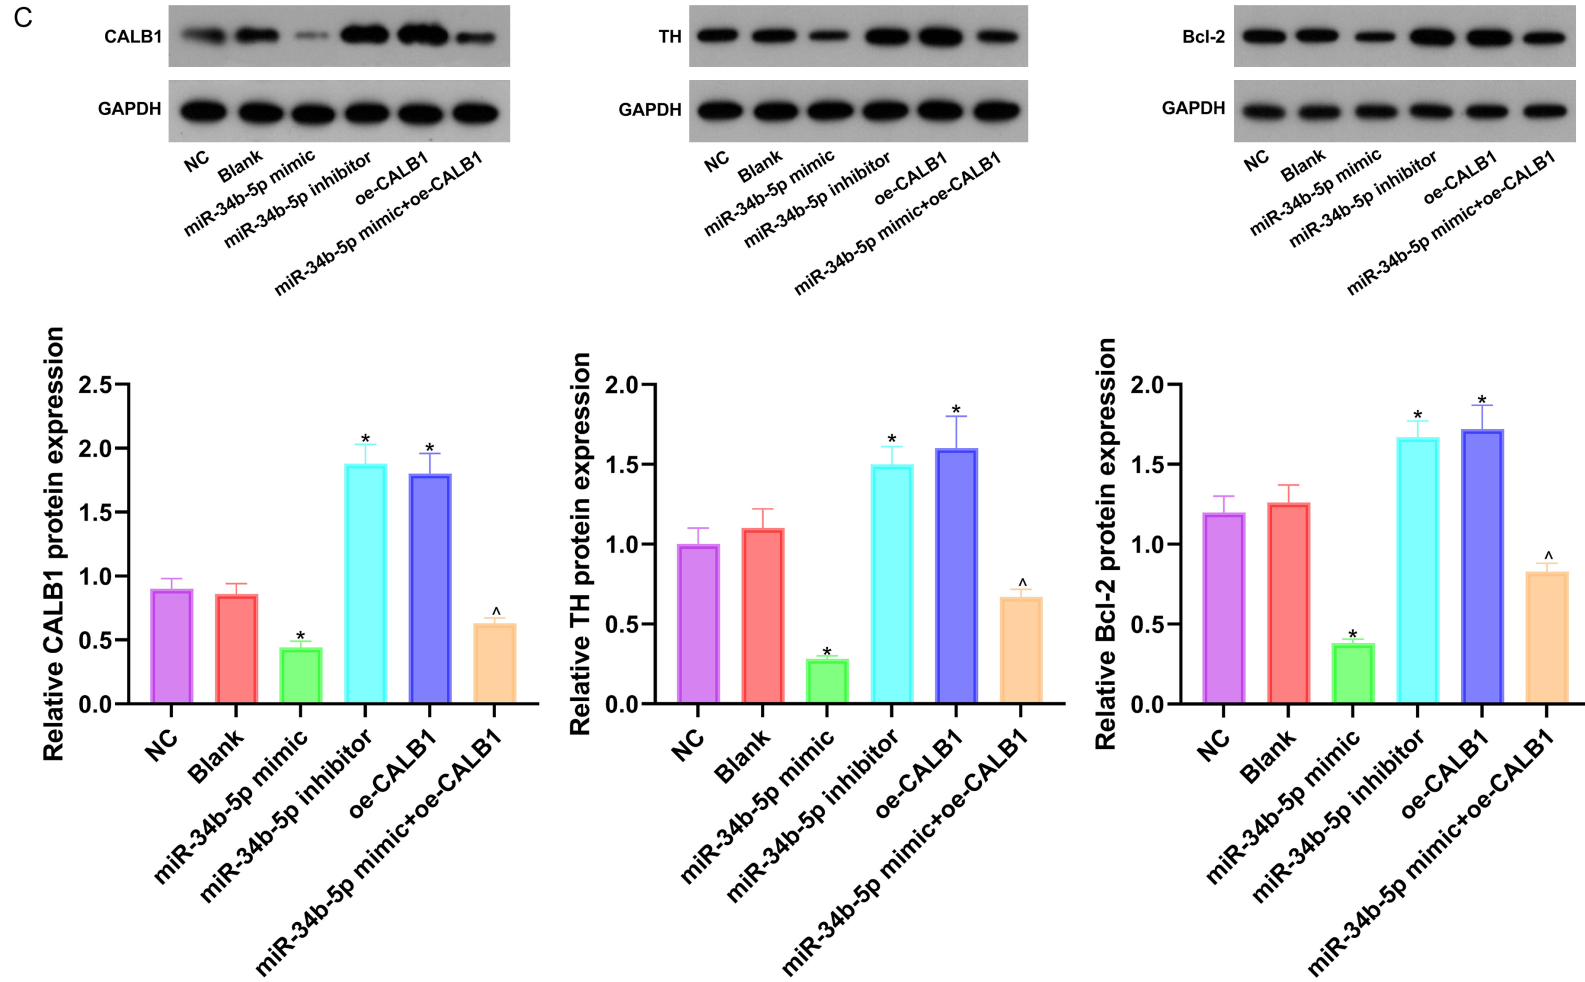 C
CALB1
GAPDH
NC
Blank
miR-34b-5p mimic
miR-34b-5p inhibitor
oe-CALB1
miR-34b-5p mimic+oe-CALB1
TH
GAPDH
NC
Blank
miR-34b-5p mimic
miR-34b-5p inhibitor
oe-CALB1
miR-34b-5p mimic+oe-CALB1
Bcl-2
GAPDH
NC
Blank
miR-34b-5p mimic
miR-34b-5p inhibitor
oe-CALB1
miR-34b-5p mimic+oe-CALB1
Relative CALB1 protein expression
2.5
2.0
1.5
1.0
0.5
0.0
*
*
*
^
NC
Blank
miR-34b-5p mimic
miR-34b-5p inhibitor
oe-CALB1
miR-34b-5p mimic+oe-CALB1
Relative TH protein expression
2.0
1.5
1.0
0.5
0.0
*
*
*
^
NC
Blank
miR-34b-5p mimic
miR-34b-5p inhibitor
oe-CALB1
miR-34b-5p mimic+oe-CALB1
Relative Bcl-2 protein expression
2.0
1.5
1.0
0.5
0.0
*
*
*
^
NC
Blank
miR-34b-5p mimic
miR-34b-5p inhibitor
oe-CALB1
miR-34b-5p mimic+oe-CALB1